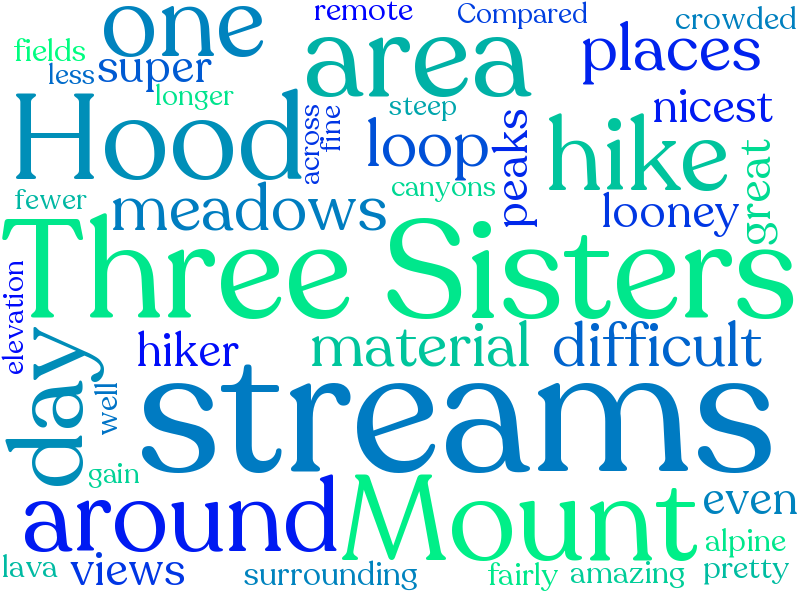 one
remote
Compared
crowded
fields
super
area
places
less
longer
steep
nicest
Hood
across
fine
loop
peaks
hike
great
canyons
fewer
meadows
looney
Three Sisters
elevation
day
hiker
material
difficult
well
streams
gain
around
Mount
even
alpine
lava
views
surrounding
fairly
amazing
pretty